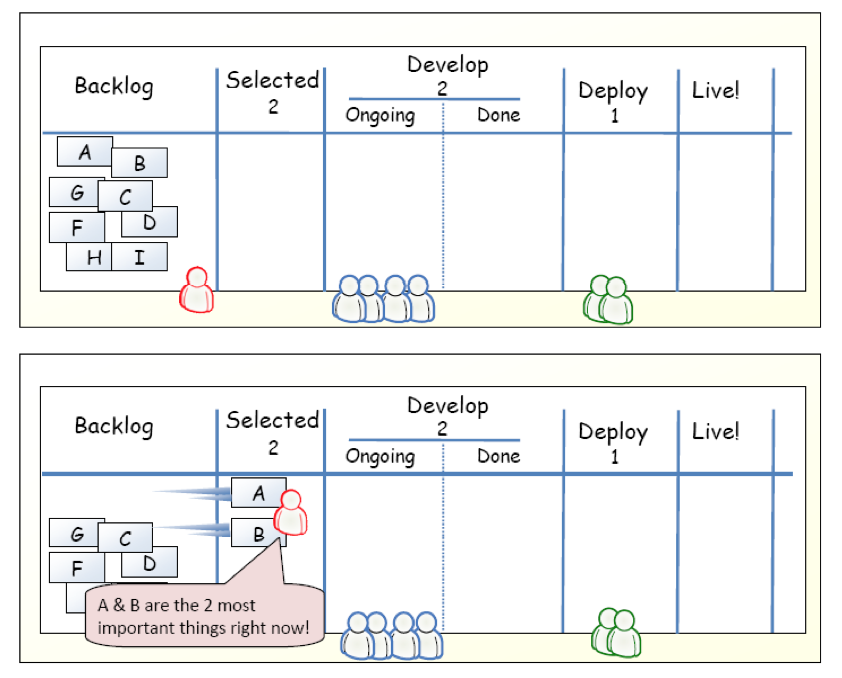 Backlog
Selected
2
Develop
2
Ongoing
Done
Deploy
1
Live!
A
B
G
C
F
D
H
I
Backlog
Selected
2
Develop
2
Ongoing
Done
Deploy
1
Live!
A
B
G
C
F
D
A & B are the 2 most
important things right now!